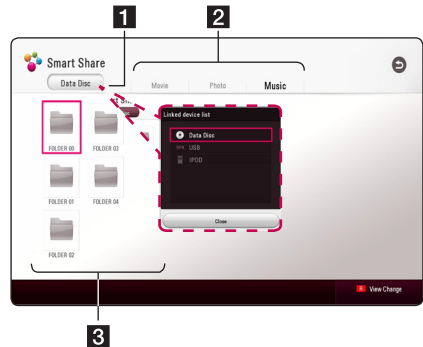 1
2
Smart Share
Data Disc
Movie Photo Music
Linked device list
Data Disc
USB
IPOD
Close
FOLDER 00 FOLDER 03
FOLDER 01 FOLDER 04
FOLDER 02
View Change
3